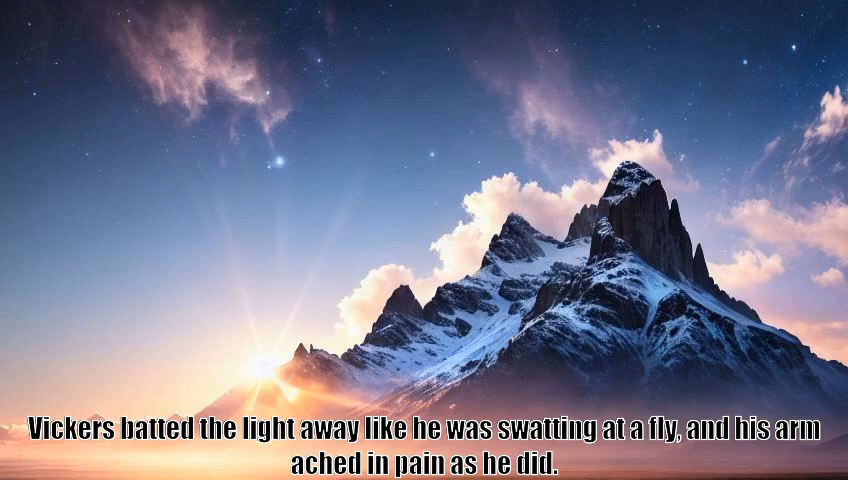 Vickers batted the light away like he was swatting at a fly, and his arm
ached in pain as he did.